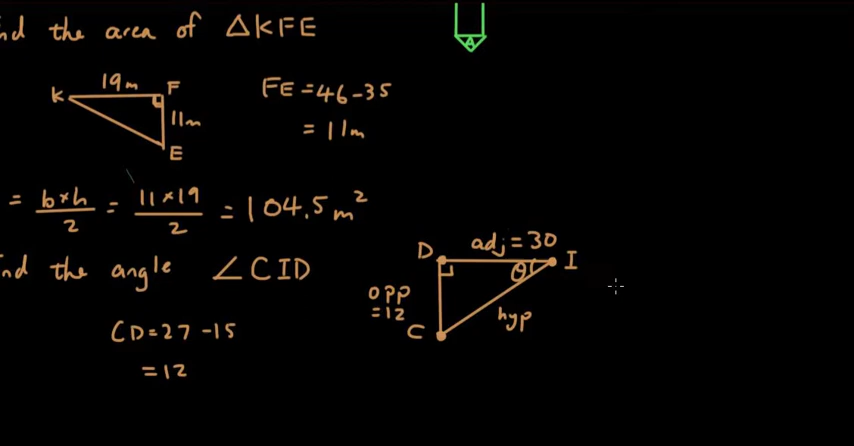 nd the area of △KFE
19m
K
F
11m
E
FE = 46 - 35
= 11m
= b×h/2 = 11×19/2 = 104.5 m²
nd the angle ∠CID
CD = 27 - 15
= 12
D
adj = 30
I
θ
opp
= 12
C
hyp
A